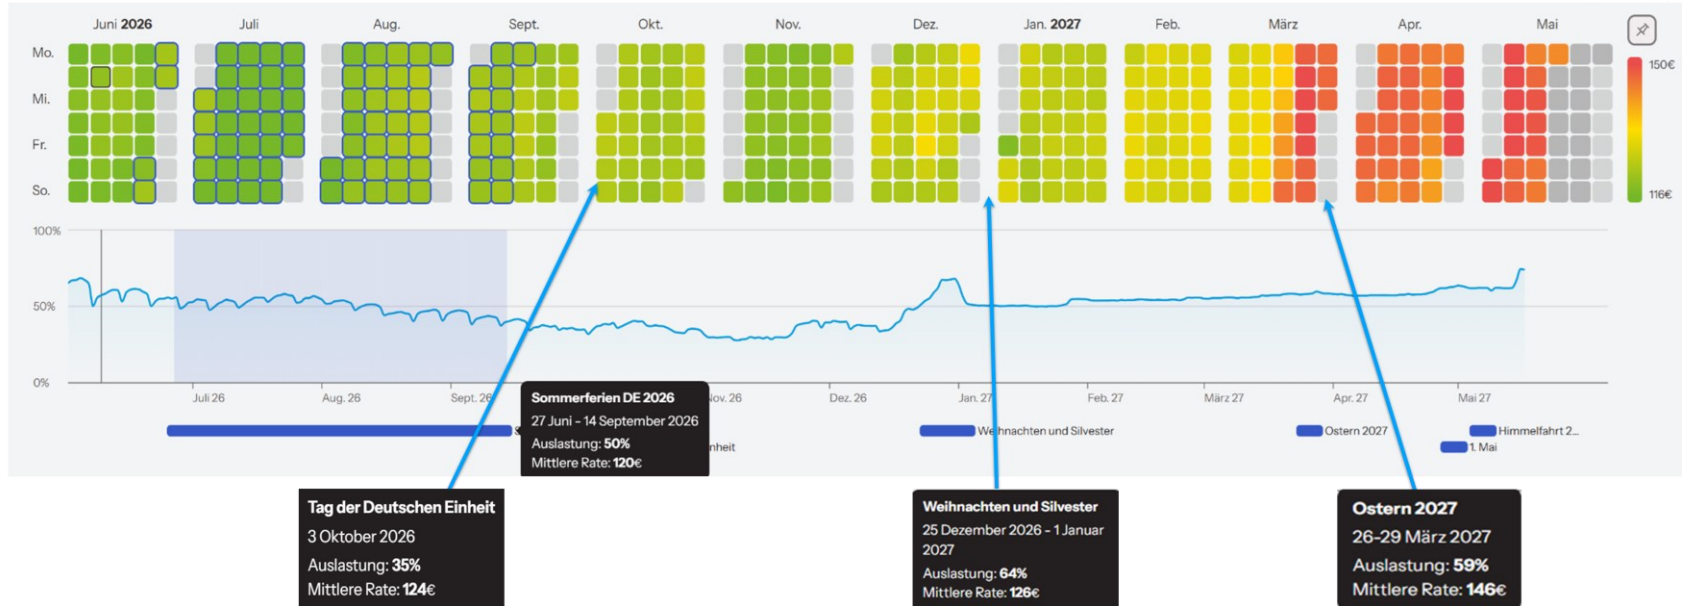 Juni 2026 Juli Aug. Sept. Okt. Nov. Dez. Jan. 2027 Feb. März Apr. Mai
Mo.
Mi.
Fr.
So.
150€
116€
100%
50%
0%
Juli 26 Aug. 26 Sept. 26 Nov. 26 Dez. 26 Jan. 27 Feb. 27 März 27 Apr. 27 Mai 27
Sommerferien DE 2026
27 Juni - 14 September 2026
Auslastung: 50%
Mittlere Rate: 120€
Weihnachten und Silvester
Ostern 2027
Himmelfahrt 2...
nheit
1. Mai
Tag der Deutschen Einheit
3 Oktober 2026
Auslastung: 35%
Mittlere Rate: 124€
Weihnachten und Silvester
25 Dezember 2026 - 1 Januar
2027
Auslastung: 64%
Mittlere Rate: 126€
Ostern 2027
26-29 März 2027
Auslastung: 59%
Mittlere Rate: 146€